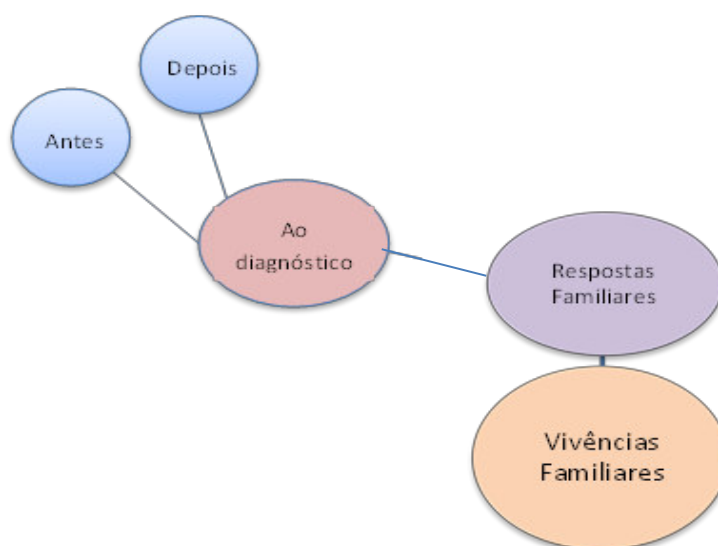 Depois
Antes
Ao
diagnóstico
Respostas
Familiares
Vivências
Familiares